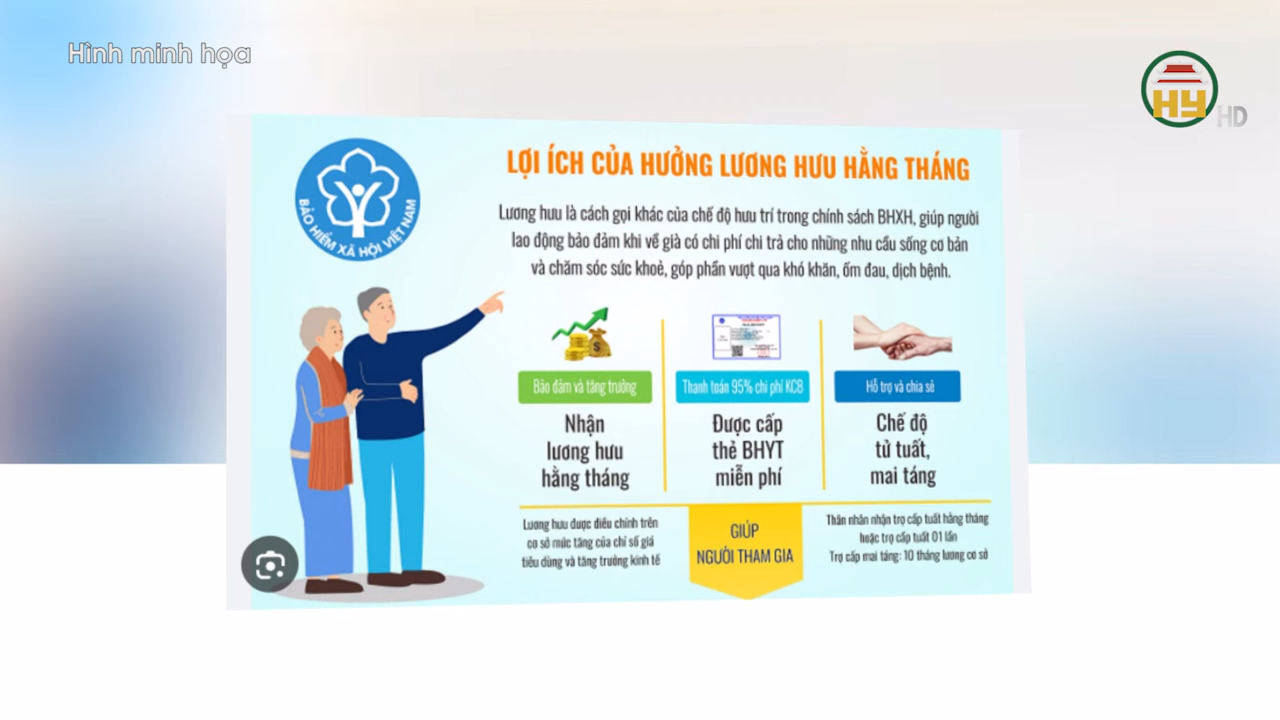 Hình minh họa
HY
HD
BẢO HIỂM XÃ HỘI VIỆT NAM
LỢI ÍCH CỦA HƯỞNG LƯƠNG HƯU HẰNG THÁNG
Lương hưu là cách gọi khác của chế độ hưu trí trong chính sách BHXH, giúp người
lao động bảo đảm khi về già có chi phí chi trả cho những nhu cầu sống cơ bản
và chăm sóc sức khoẻ, góp phần vượt qua khó khăn, ốm đau, dịch bệnh.
Bảo đảm và tăng trưởng
Nhận
lương hưu
hằng tháng
Lương hưu được điều chỉnh trên
cơ sở mức tăng của chỉ số giá
tiêu dùng và tăng trưởng kinh tế
Thanh toán 95% chi phí KCB
Được cấp
thẻ BHYT
miễn phí
GIÚP
NGƯỜI THAM GIA
Hỗ trợ và chia sẻ
Chế độ
tử tuất,
mai táng
Thân nhân nhận trợ cấp tuất hằng tháng
hoặc trợ cấp tuất 01 lần
Trợ cấp mai táng: 10 tháng lương cơ sở